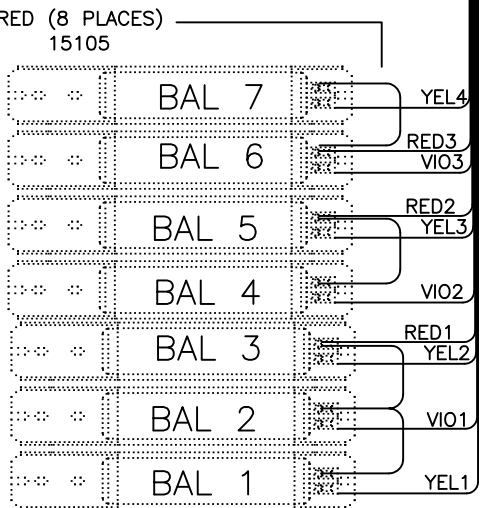 RED (8 PLACES)
15105
BAL 7
YEL4
RED3
BAL 6
VIO3
RED2
BAL 5
YEL3
BAL 4
VIO2
RED1
BAL 3
YEL2
BAL 2
VIO1
BAL 1
YEL1